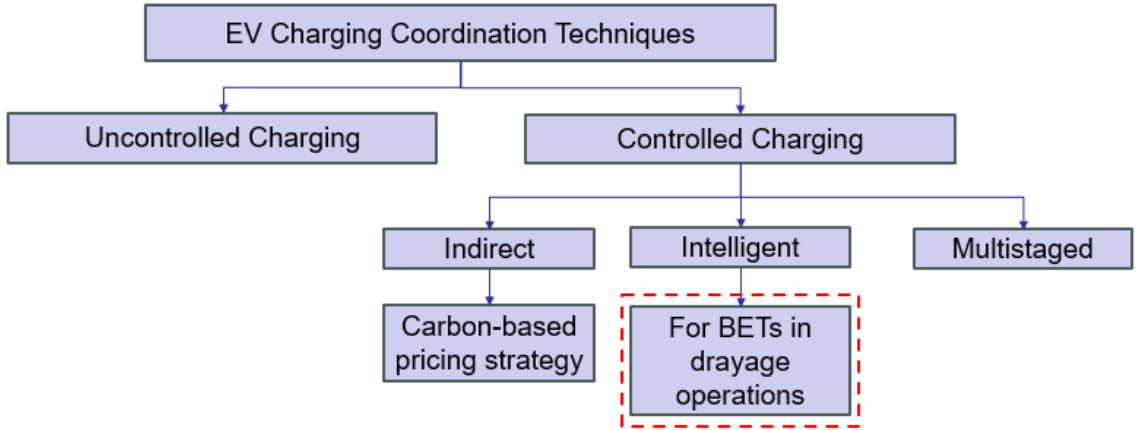 EV Charging Coordination Techniques
Uncontrolled Charging
Controlled Charging
Indirect
Intelligent
Multistaged
Carbon-based
pricing strategy
For BETs in
drayage
operations